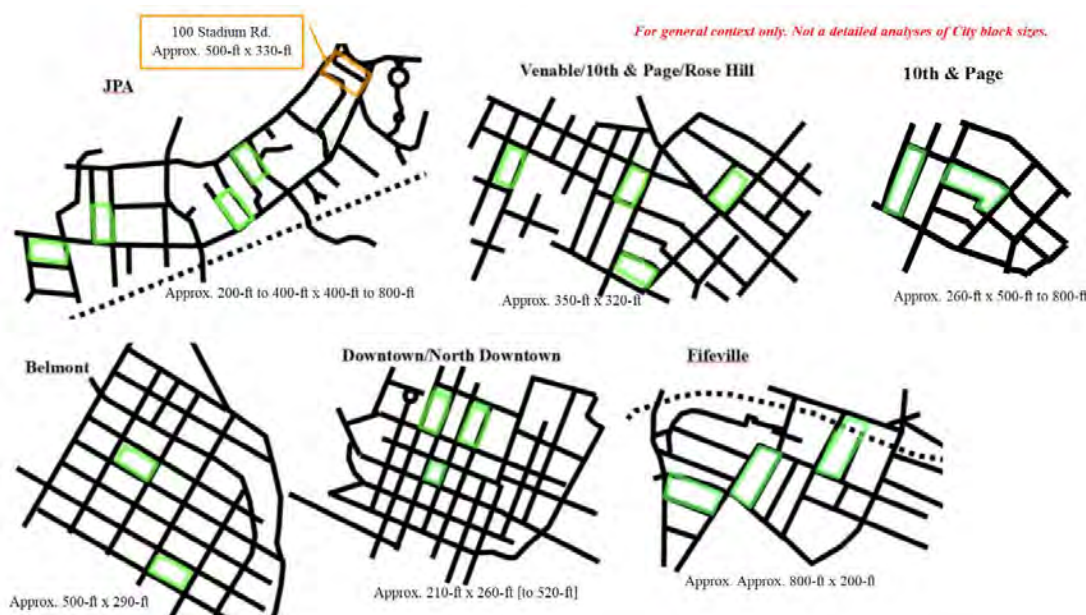 100 Stadium Rd.
Approx. 500-ft x 330-ft
For general context only. Not a detailed analyses of City block sizes.
JPA
Venable/10th & Page/Rose Hill
10th & Page
Approx. 200-ft to 400-ft x 400-ft to 800-ft
Approx. 350-ft x 320-ft
Approx. 260-ft x 500-ft to 800-ft
Belmont
Downtown/North Downtown
Fifeville
Approx. 500-ft x 290-ft
Approx. 210-ft x 260-ft [to 520-ft]
Approx. Approx. 800-ft x 200-ft